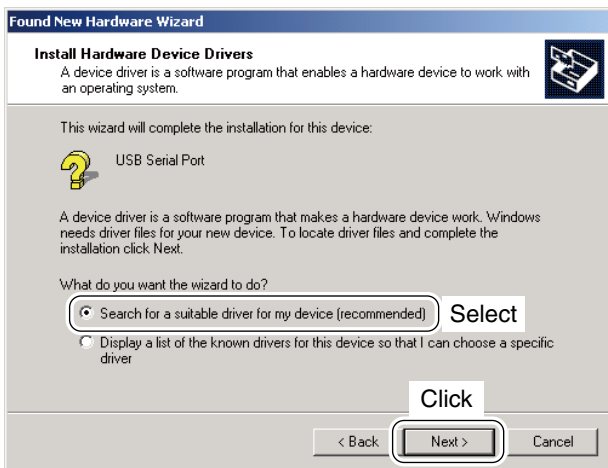 Found New Hardware Wizard
Install Hardware Device Drivers
A device driver is a software program that enables a hardware device to work with
an operating system.
This wizard will complete the installation for this device:
USB Serial Port
A device driver is a software program that makes a hardware device work. Windows
needs driver files for your new device. To locate driver files and complete the
installation click Next.
What do you want the wizard to do?
Search for a suitable driver for my device (recommended) Select
Display a list of the known drivers for this device so that I can choose a specific
driver
Click
< Back Next > Cancel